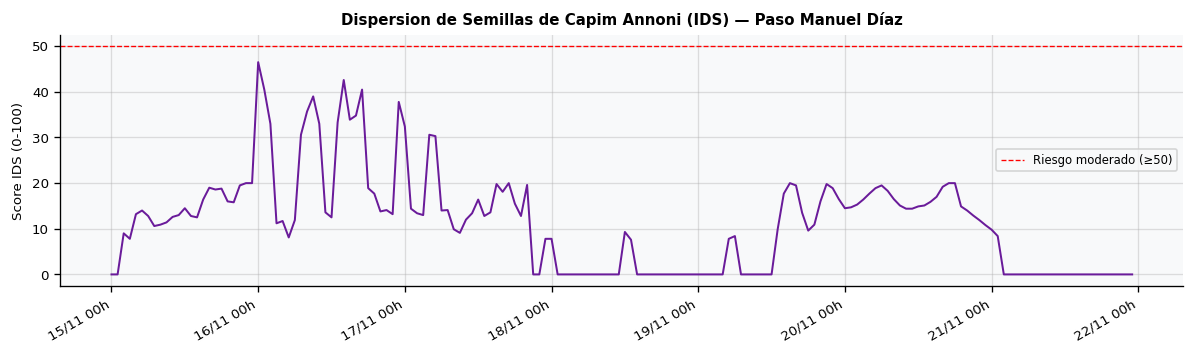 Dispersion de Semillas de Capim Annoni (IDS) — Paso Manuel Díaz
Score IDS (0-100)
50
40
30
20
10
0
Riesgo moderado (≥50)
15/11 00h
16/11 00h
17/11 00h
18/11 00h
19/11 00h
20/11 00h
21/11 00h
22/11 00h